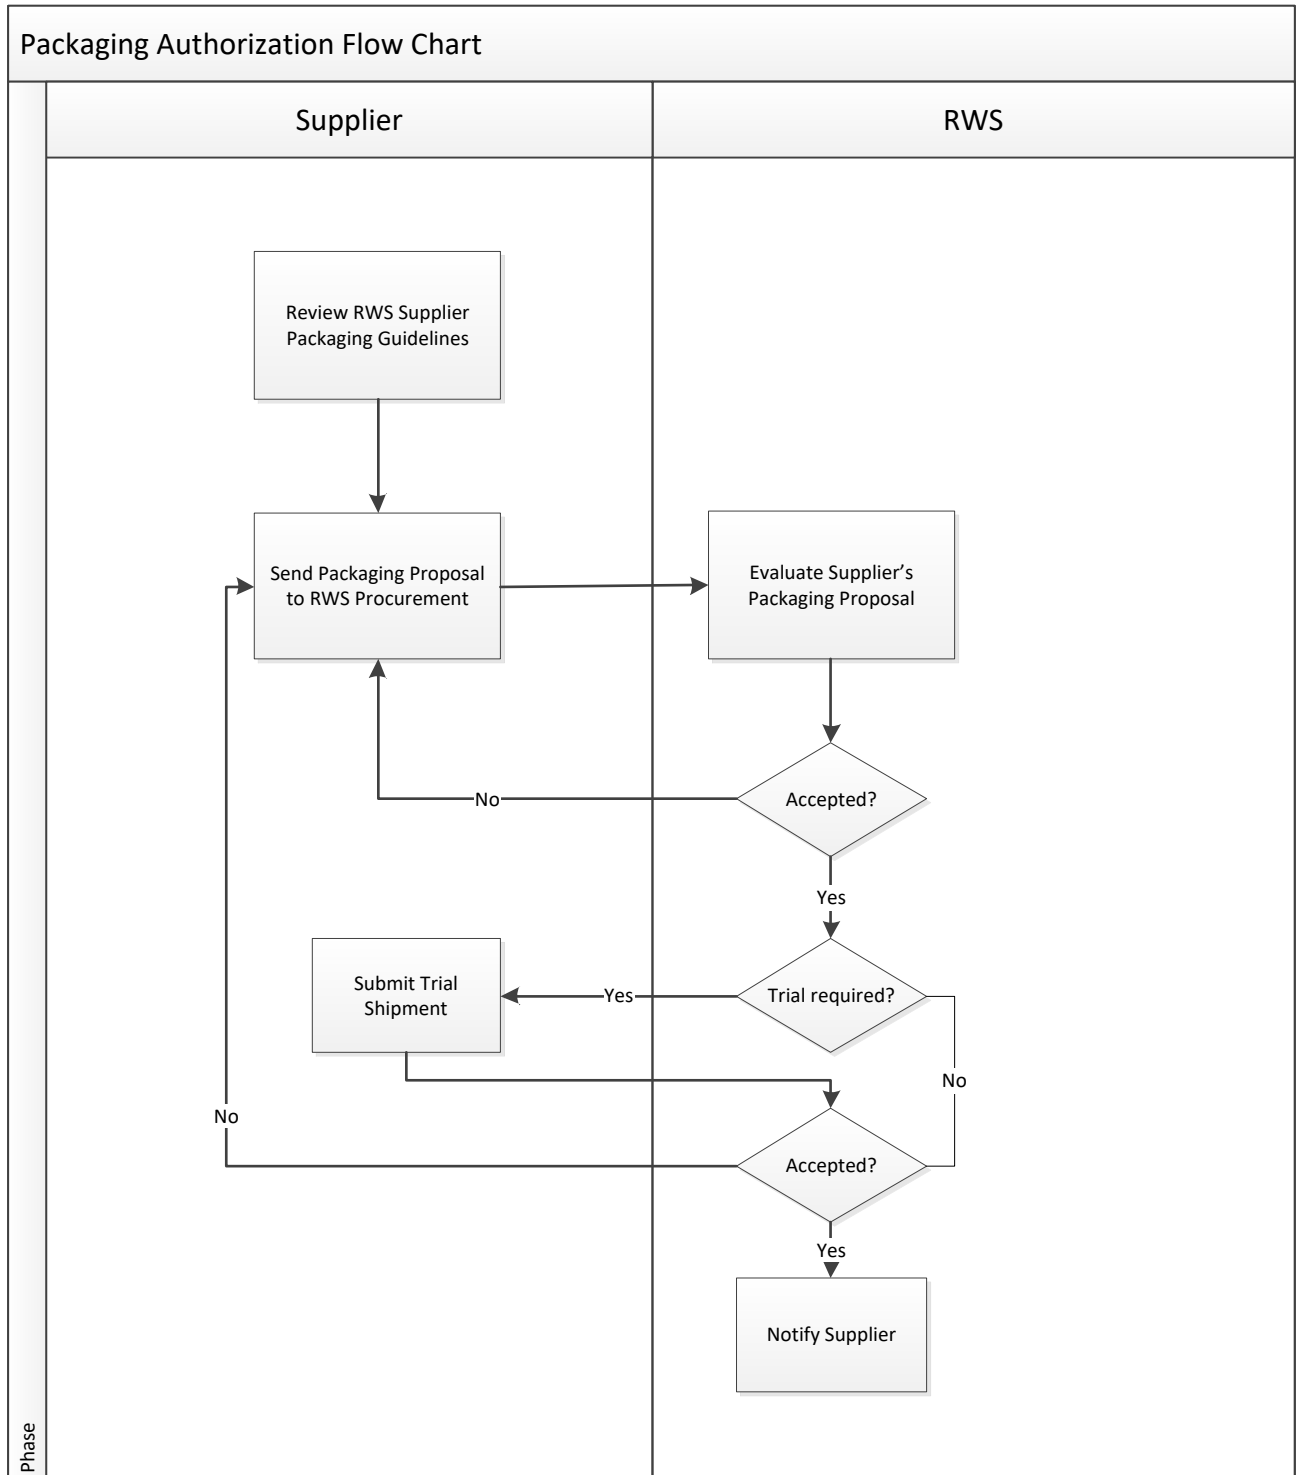 Packaging Authorization Flow Chart
Supplier
RWS
Review RWS Supplier
Packaging Guidelines
Send Packaging Proposal
to RWS Procurement
Evaluate Supplier’s
Packaging Proposal
Accepted?
No
Yes
Submit Trial
Shipment
Yes
Trial required?
No
No
Accepted?
Yes
Notify Supplier
Phase